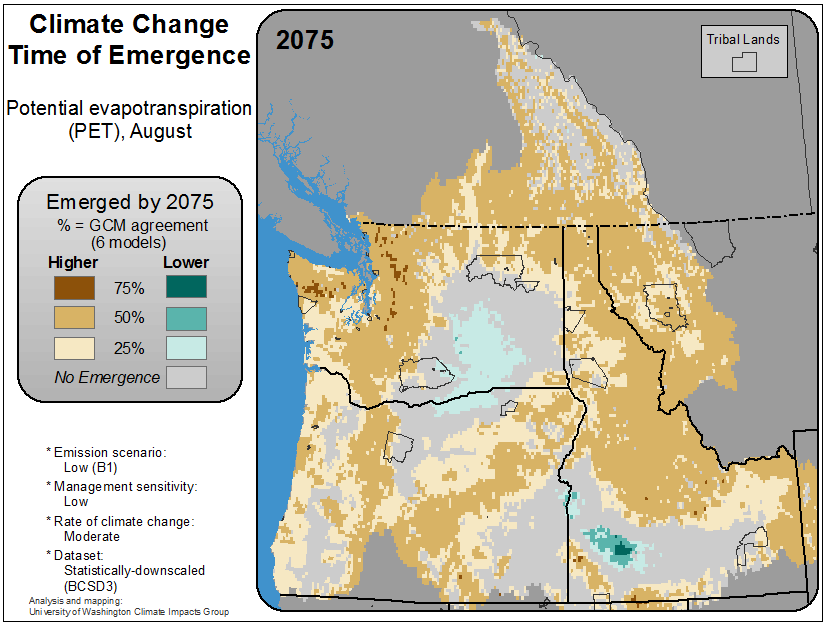 Climate Change
Time of Emergence
Potential evapotranspiration
(PET), August
Emerged by 2075
% = GCM agreement
(6 models)
Higher Lower
75%
50%
25%
No Emergence
* Emission scenario:
Low (B1)
* Management sensitivity:
Low
* Rate of climate change:
Moderate
* Dataset:
Statistically-downscaled
(BCSD3)
Analysis and mapping:
University of Washington Climate Impacts Group
2075
Tribal Lands